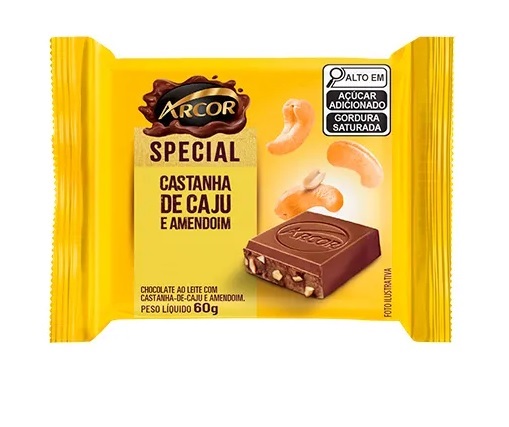 ARCOR
SPECIAL
CASTANHA
DE CAJU
E AMENDOIM
CHOCOLATE AO LEITE COM
CASTANHA-DE-CAJU E AMENDOIM.
PESO LÍQUIDO 60g
ALTO EM
AÇÚCAR
ADICIONADO
GORDURA
SATURADA
ARCOR
FOTO ILUSTRATIVA